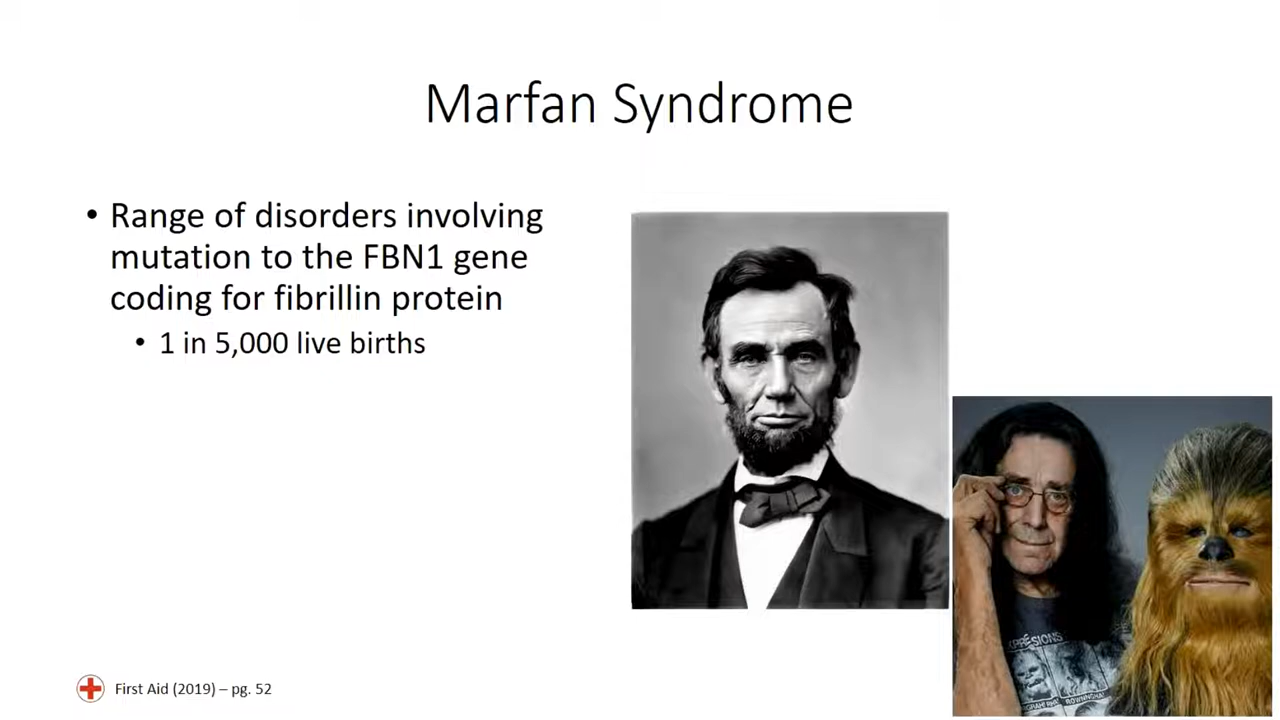 Marfan Syndrome
• Range of disorders involving
mutation to the FBN1 gene
coding for fibrillin protein
• 1 in 5,000 live births
First Aid (2019) – pg. 52